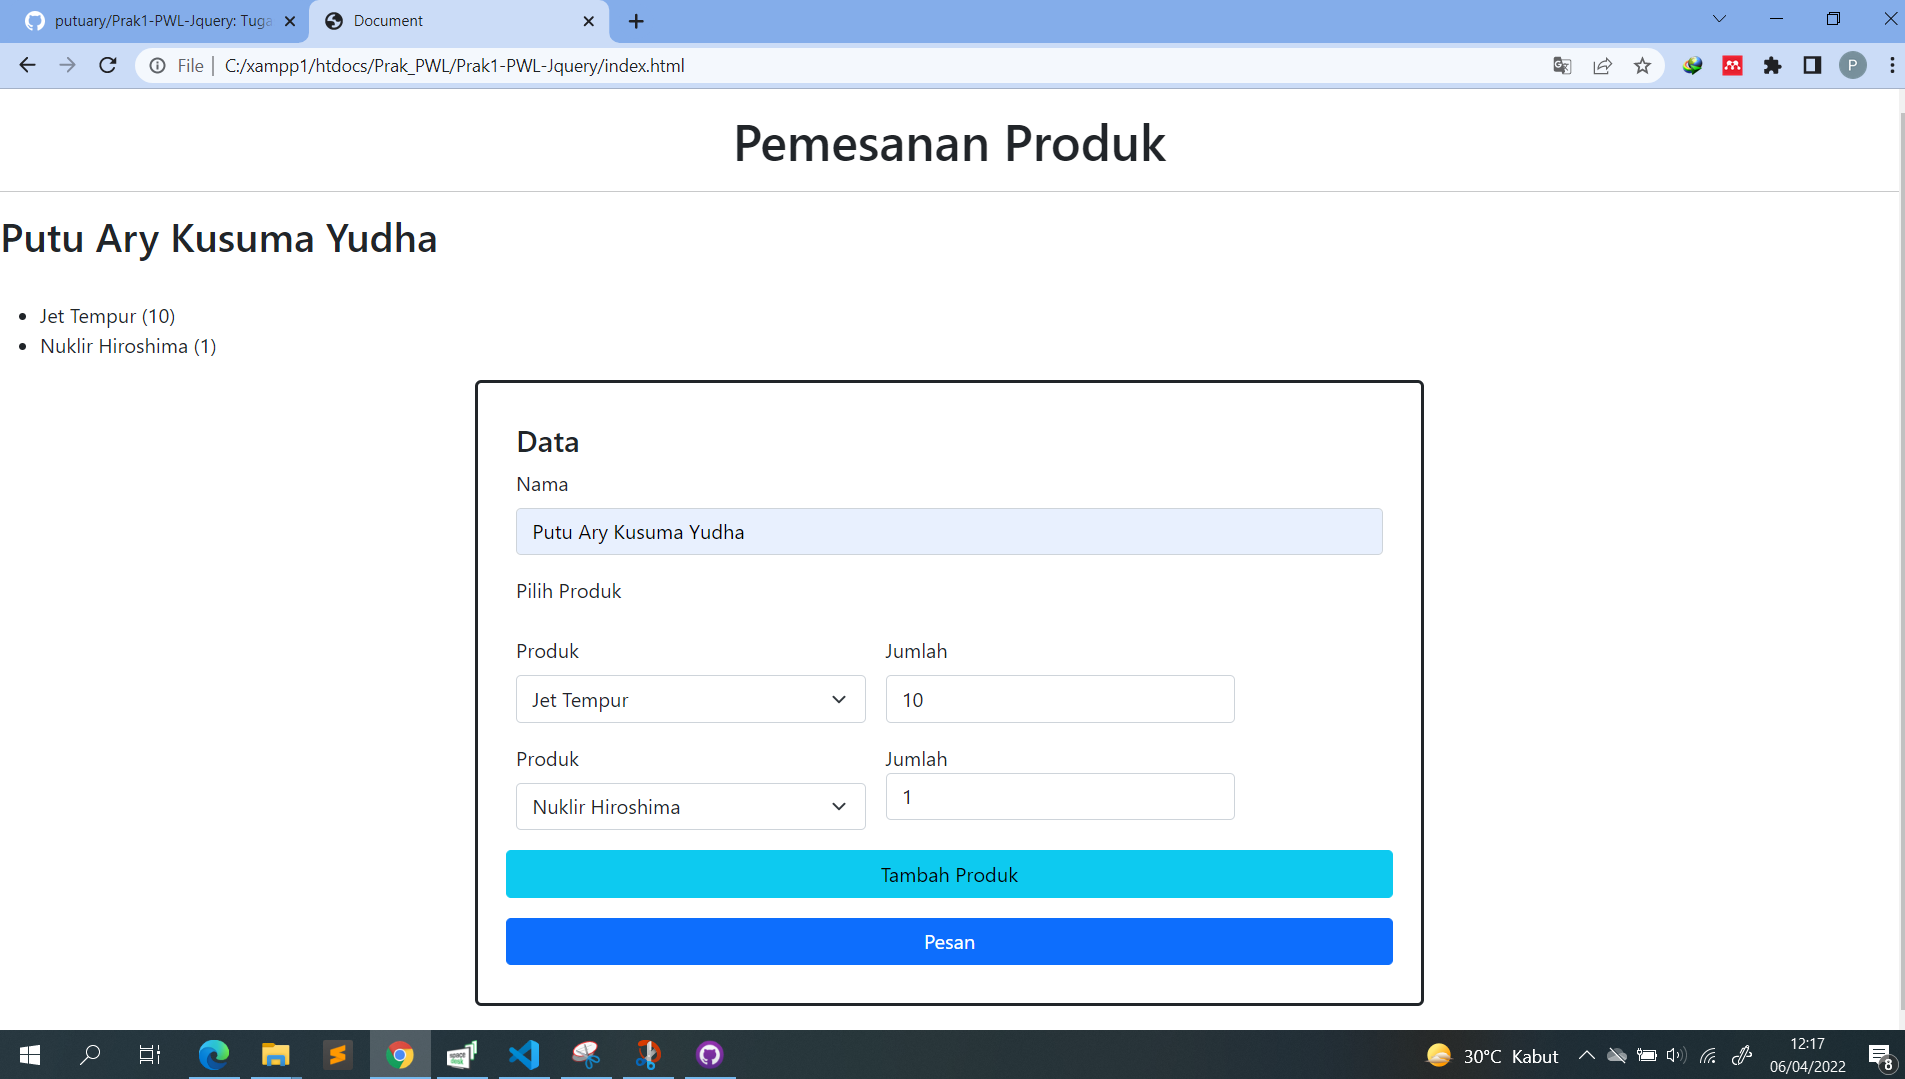 putuary/Prak1-PWL-Jquery: Tuga
Document
File
C:/xampp1/htdocs/Prak_PWL/Prak1-PWL-Jquery/index.html
P
Pemesanan Produk
Putu Ary Kusuma Yudha
Jet Tempur (10)
Nuklir Hiroshima (1)
Data
Nama
Putu Ary Kusuma Yudha
Pilih Produk
Produk Jumlah
Jet Tempur 10
Produk Jumlah
Nuklir Hiroshima 1
Tambah Produk
Pesan
space desk
30°C Kabut
12:17
06/04/2022
8